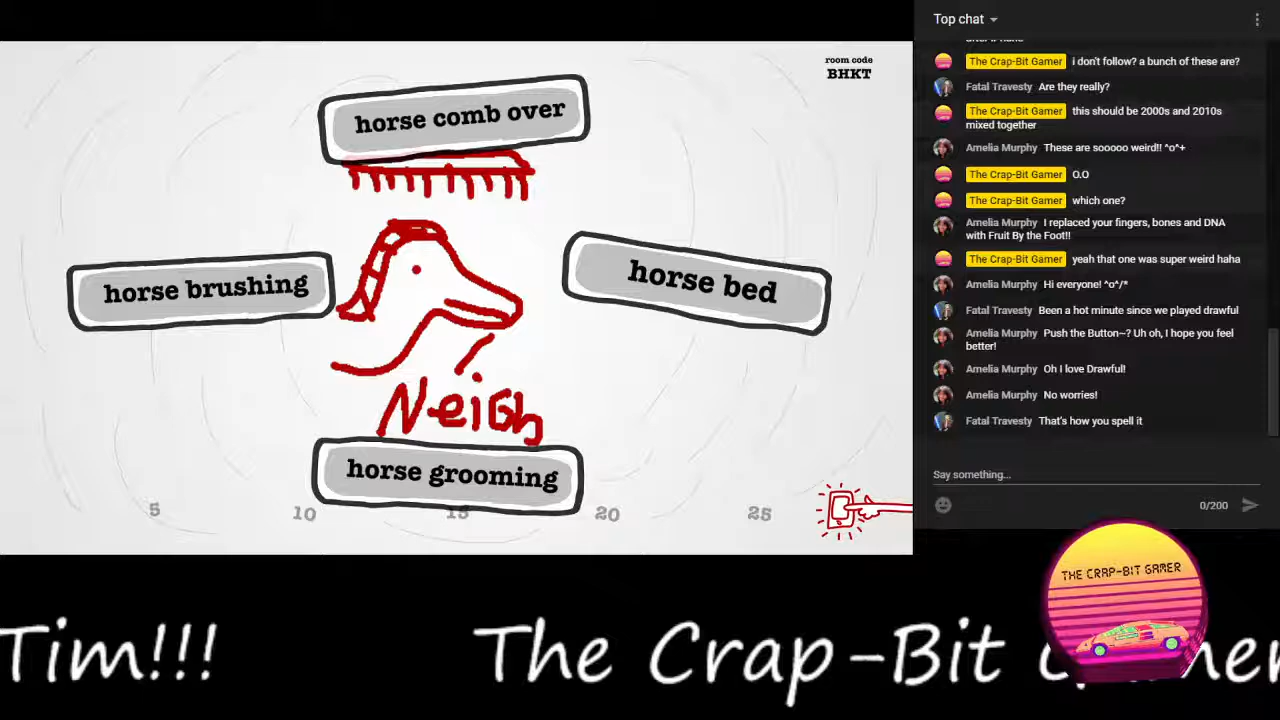 room code
BHKT
horse comb over
horse brushing
horse bed
Neigh
horse grooming
5
10
15
20
25
Top chat
The Crap-Bit Gamer i don't follow? a bunch of these are?
Fatal Travesty Are they really?
The Crap-Bit Gamer this should be 2000s and 2010s
mixed together
Amelia Murphy These are sooooo weird!! ^o^+
The Crap-Bit Gamer O.O
The Crap-Bit Gamer which one?
Amelia Murphy I replaced your fingers, bones and DNA
with Fruit By the Foot!!
The Crap-Bit Gamer yeah that one was super weird haha
Amelia Murphy Hi everyone! ^o^/*
Fatal Travesty Been a hot minute since we played drawful
Amelia Murphy Push the Button~? Uh oh, I hope you feel
better!
Amelia Murphy Oh I love Drawful!
Amelia Murphy No worries!
Fatal Travesty That's how you spell it
Say something...
0/200
THE CRAP-BIT GAMER
Tim!!! The Crap-Bit